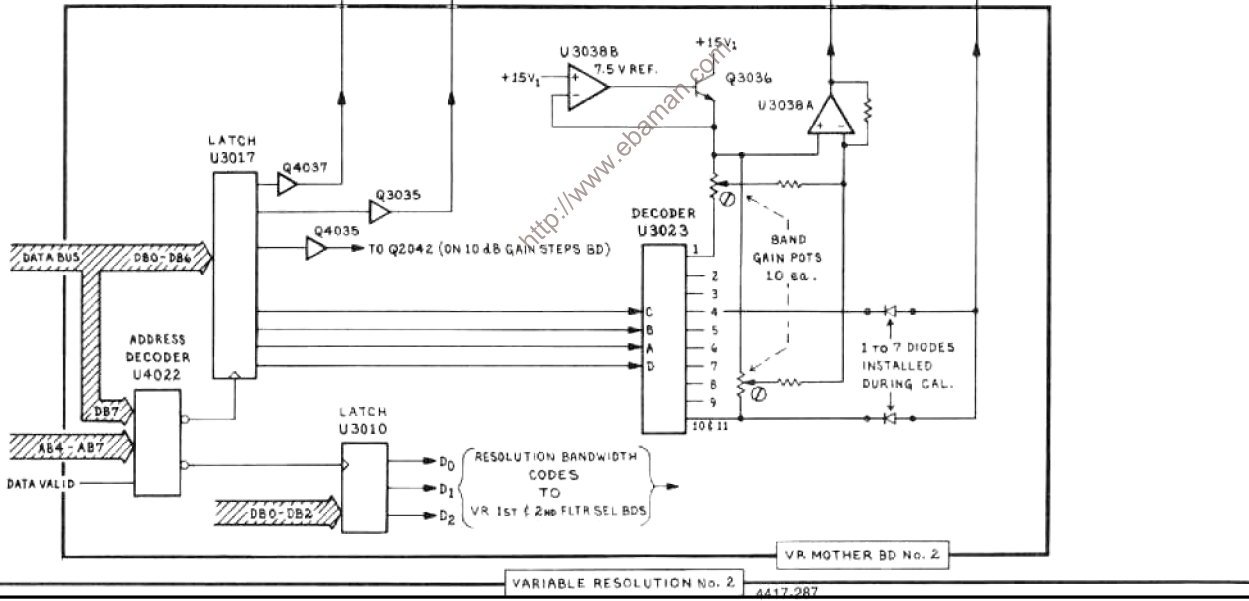 +15V1
U3038B
7.5 V REF.
+15V1
Q3036
U3038A
+
-
+ -
LATCH
U3017
Q4037
Q3035
Q4035
TO Q2042 (ON 10 dB GAIN STEPS BD)
http://www.ebaman.com
DECODER
U3023
1
2
3
4
5
6
7
8
9
10 & 11
C
B
A
D
BAND
GAIN POTS
10 ea.
1 TO 7 DIODES
INSTALLED
DURING CAL.
DATA BUS
DB0-DB6
ADDRESS
DECODER
U4022
DB7
AB4-AB7
DATA VALID
LATCH
U3010
DB0-DB2
D0
D1
D2
RESOLUTION BANDWIDTH
CODES
TO
VR 1ST & 2ND FLTR SEL BDS
VR MOTHER BD No. 2
VARIABLE RESOLUTION No. 2
4417-287